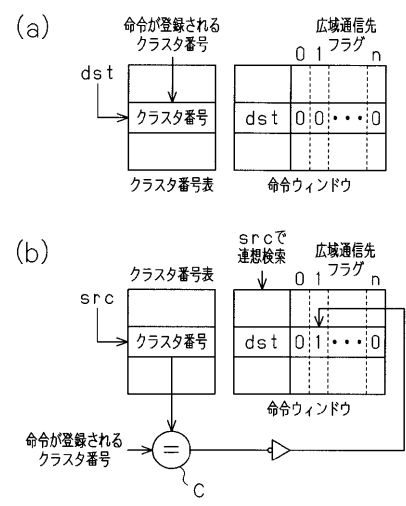 (a)
命令が登録される
クラスタ番号
広域通信先
フラグ
0 1 n
dst
クラスタ番号
dst 0 0 ・・・ 0
クラスタ番号表
命令ウィンドウ
(b)
srcで
連想検索
広域通信先
フラグ
クラスタ番号表
0 1 n
src
クラスタ番号
dst 0 1 ・・・ 0
命令ウィンドウ
命令が登録される
クラスタ番号
=
C